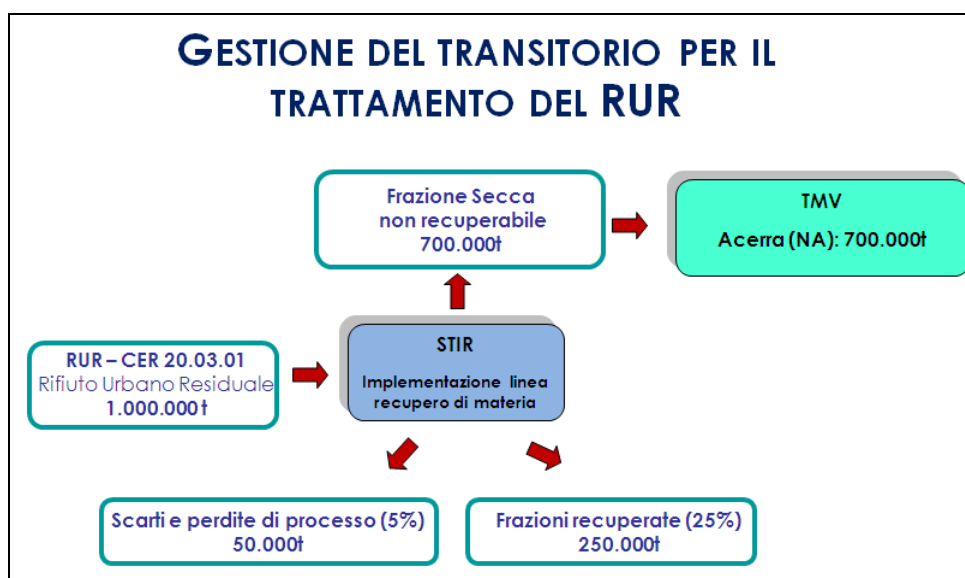 GESTIONE DEL TRANSITORIO PER IL
TRATTAMENTO DEL RUR
Frazione Secca
non recuperabile
700.000t
TMV
Acerra (NA): 700.000t
RUR – CER 20.03.01
Rifiuto Urbano Residuale
1.000.000 t
STIR
Implementazione linea
recupero di materia
Scarti e perdite di processo (5%)
50.000t
Frazioni recuperate (25%)
250.000t